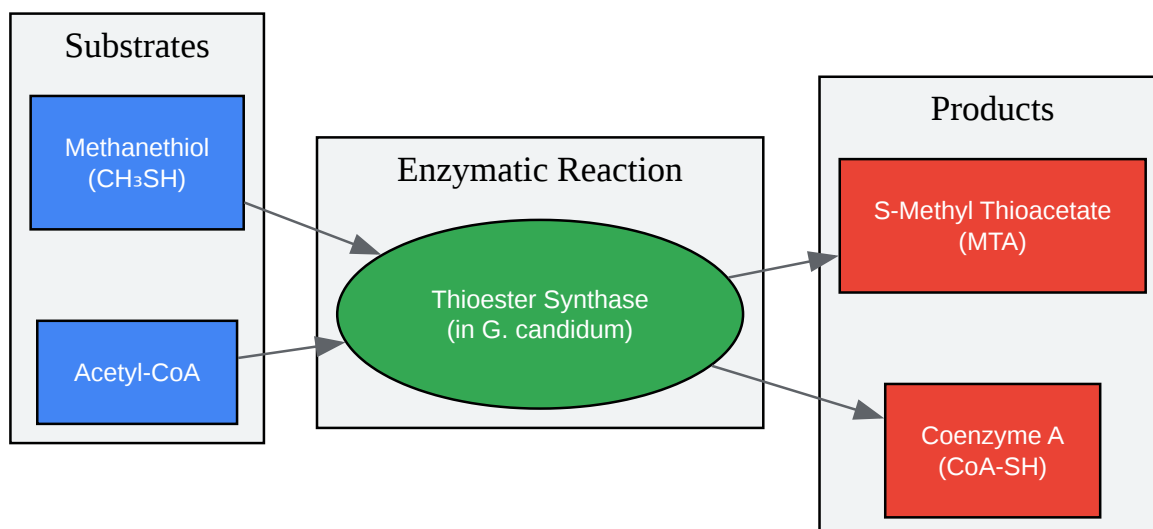 Substrates
Methanethiol
(CH₃SH)
Acetyl-CoA
Enzymatic Reaction
Thioester Synthase
(in G. candidum)
Products
S-Methyl Thioacetate
(MTA)
Coenzyme A
(CoA-SH)